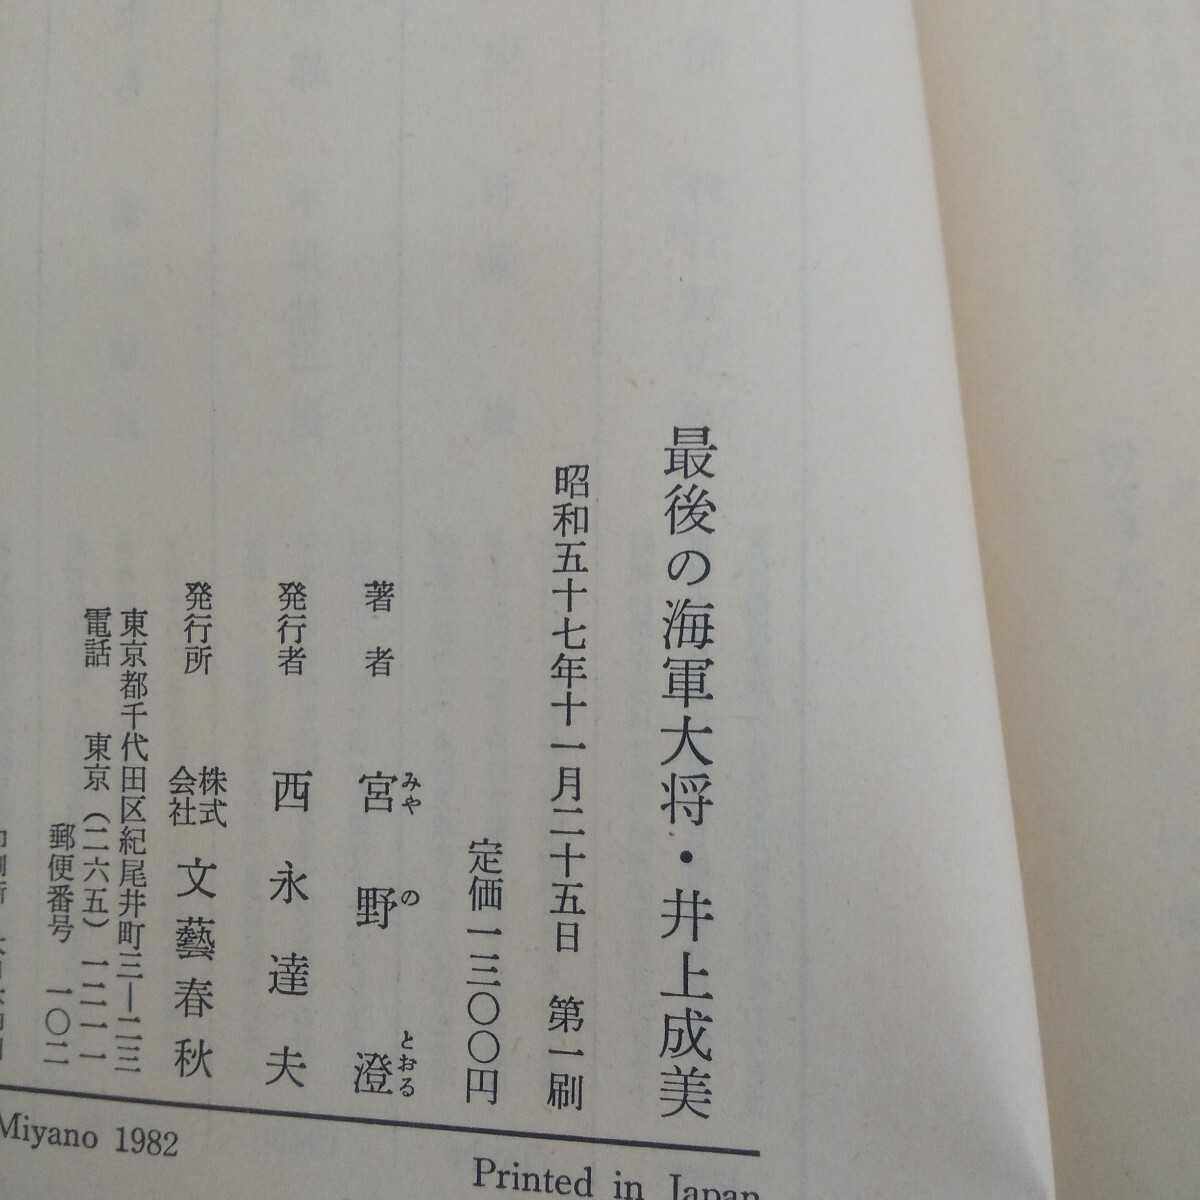 最後の海軍大将・井上成美
昭和五十七年十一月二十五日 第一刷
定価一三〇〇円
著者 宮野澄
みやの とおる
発行者 西永達夫
発行所 株式会社 文藝春秋
東京都千代田区紀尾井町三—二三
電話 東京(二六五)一二一一
郵便番号 一〇二
Miyano 1982
Printed in Japan